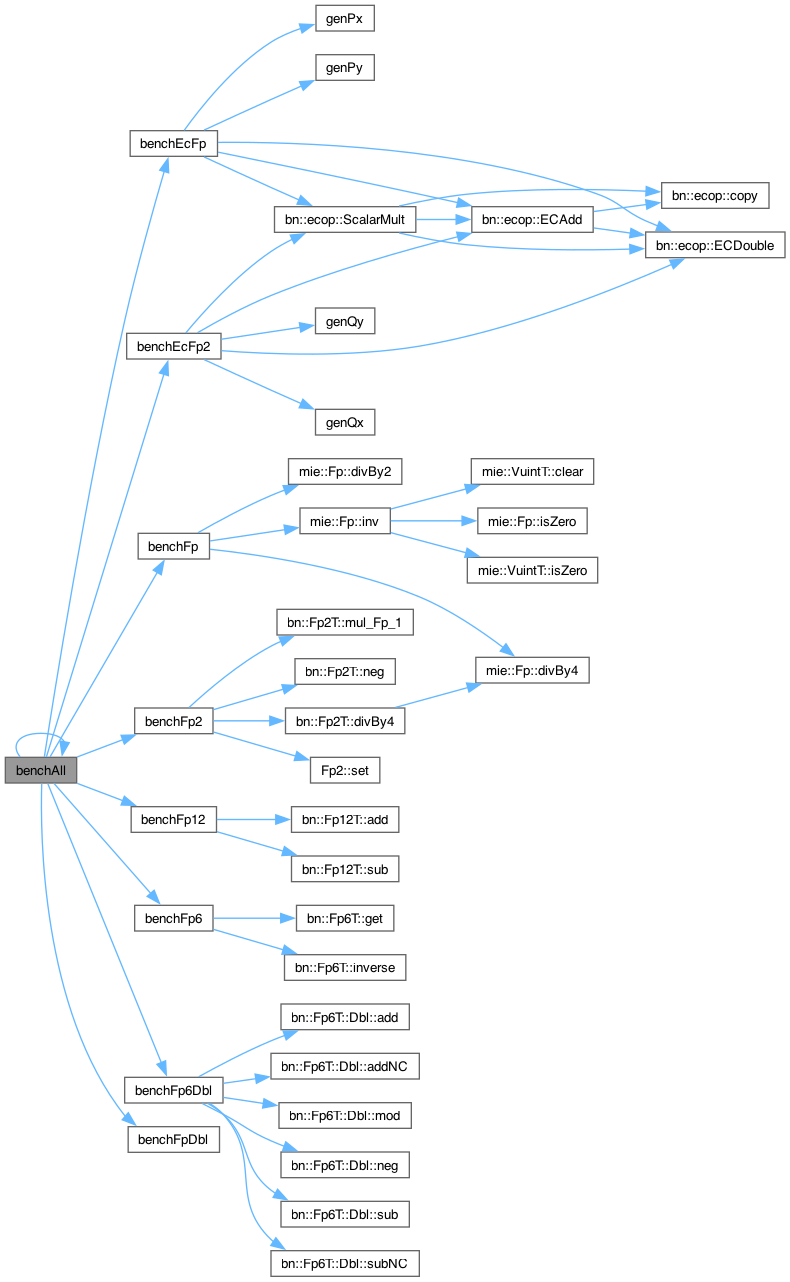 genPx
genPy
benchEcFp
bn::ecop::copy
bn::ecop::ScalarMult
bn::ecop::ECAdd
bn::ecop::ECDouble
genQy
benchEcFp2
genQx
mie::Fp::divBy2
mie::VuintT::clear
mie::Fp::inv
mie::Fp::isZero
benchFp
mie::VuintT::isZero
bn::Fp2T::mul_Fp_1
bn::Fp2T::neg
mie::Fp::divBy4
benchFp2
bn::Fp2T::divBy4
Fp2::set
benchAll
benchFp12
bn::Fp12T::add
bn::Fp12T::sub
benchFp6
bn::Fp6T::get
bn::Fp6T::inverse
bn::Fp6T::Dbl::add
bn::Fp6T::Dbl::addNC
benchFp6Dbl
bn::Fp6T::Dbl::mod
benchFpDbl
bn::Fp6T::Dbl::neg
bn::Fp6T::Dbl::sub
bn::Fp6T::Dbl::subNC